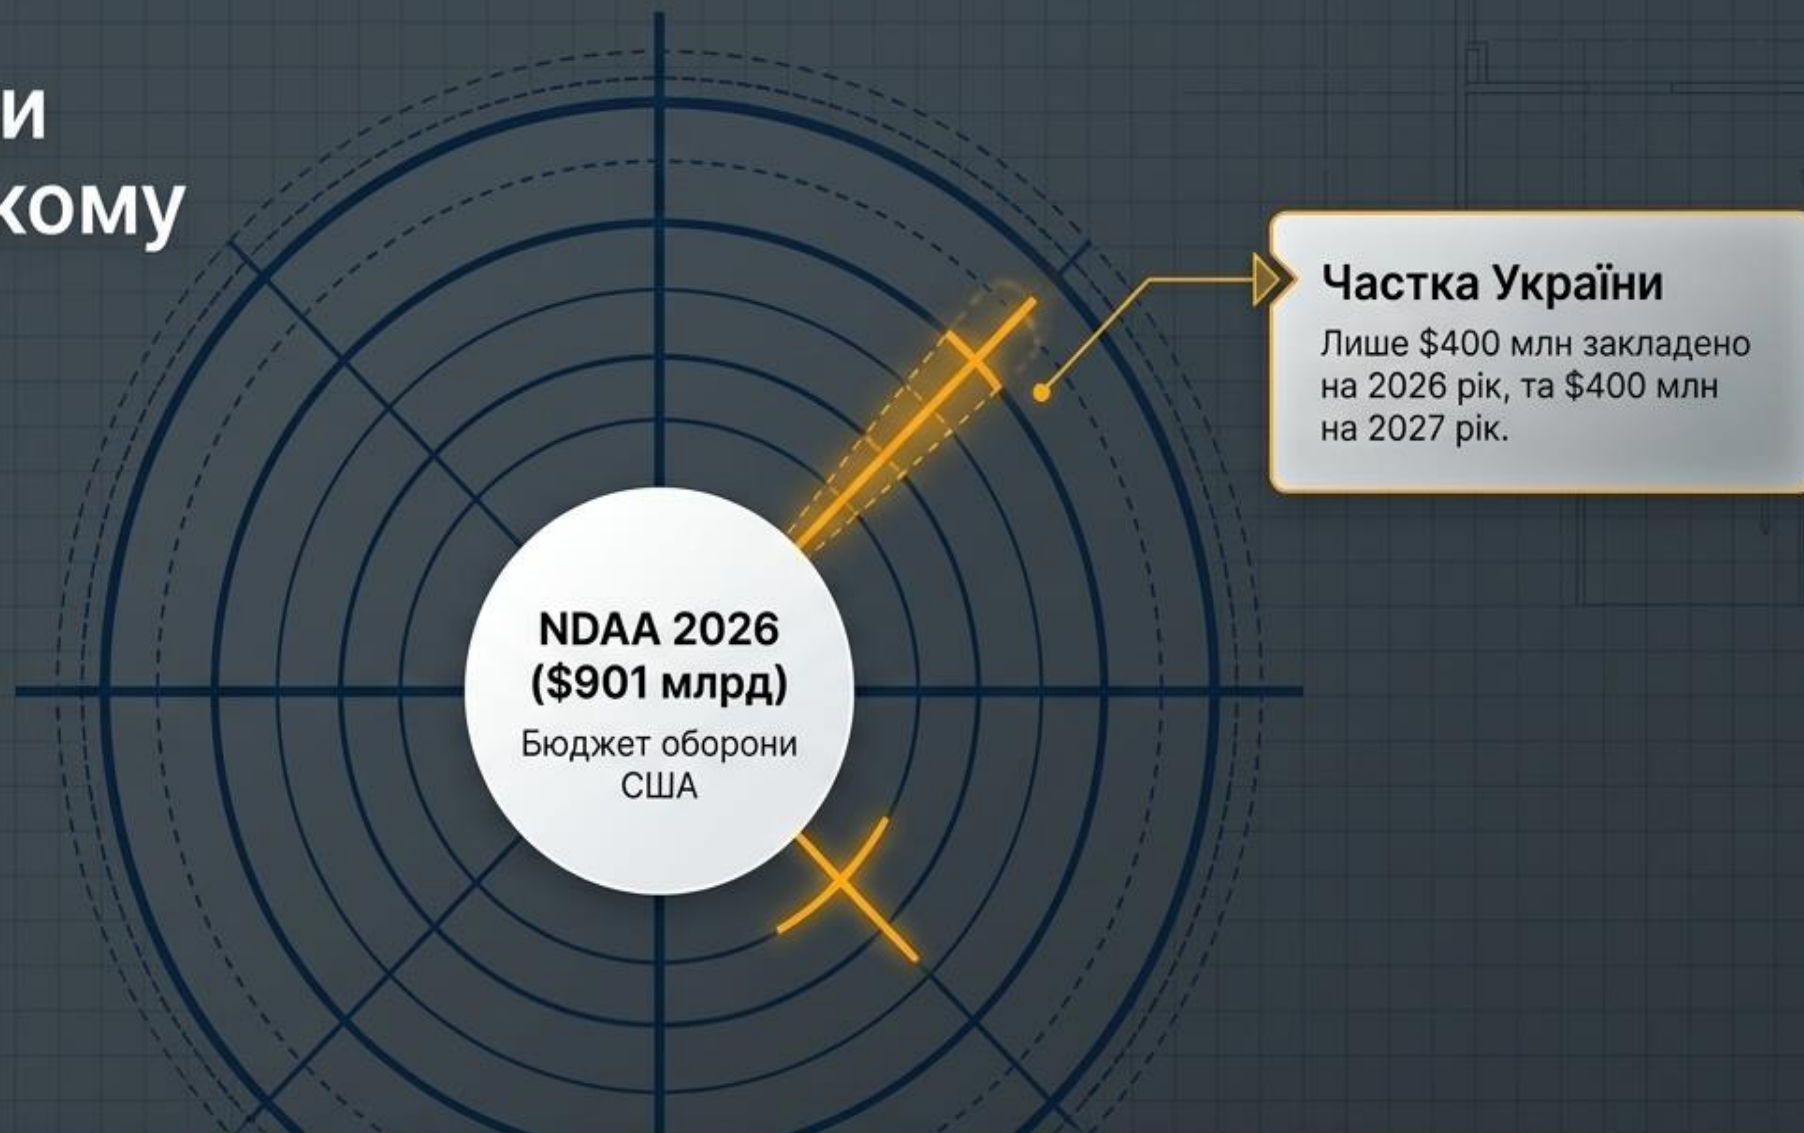 и
кому
Частка України
Лише $400 млн закладено
на 2026 рік, та $400 млн
на 2027 рік.
NDAA 2026
($901 млрд)
Бюджет оборони
США